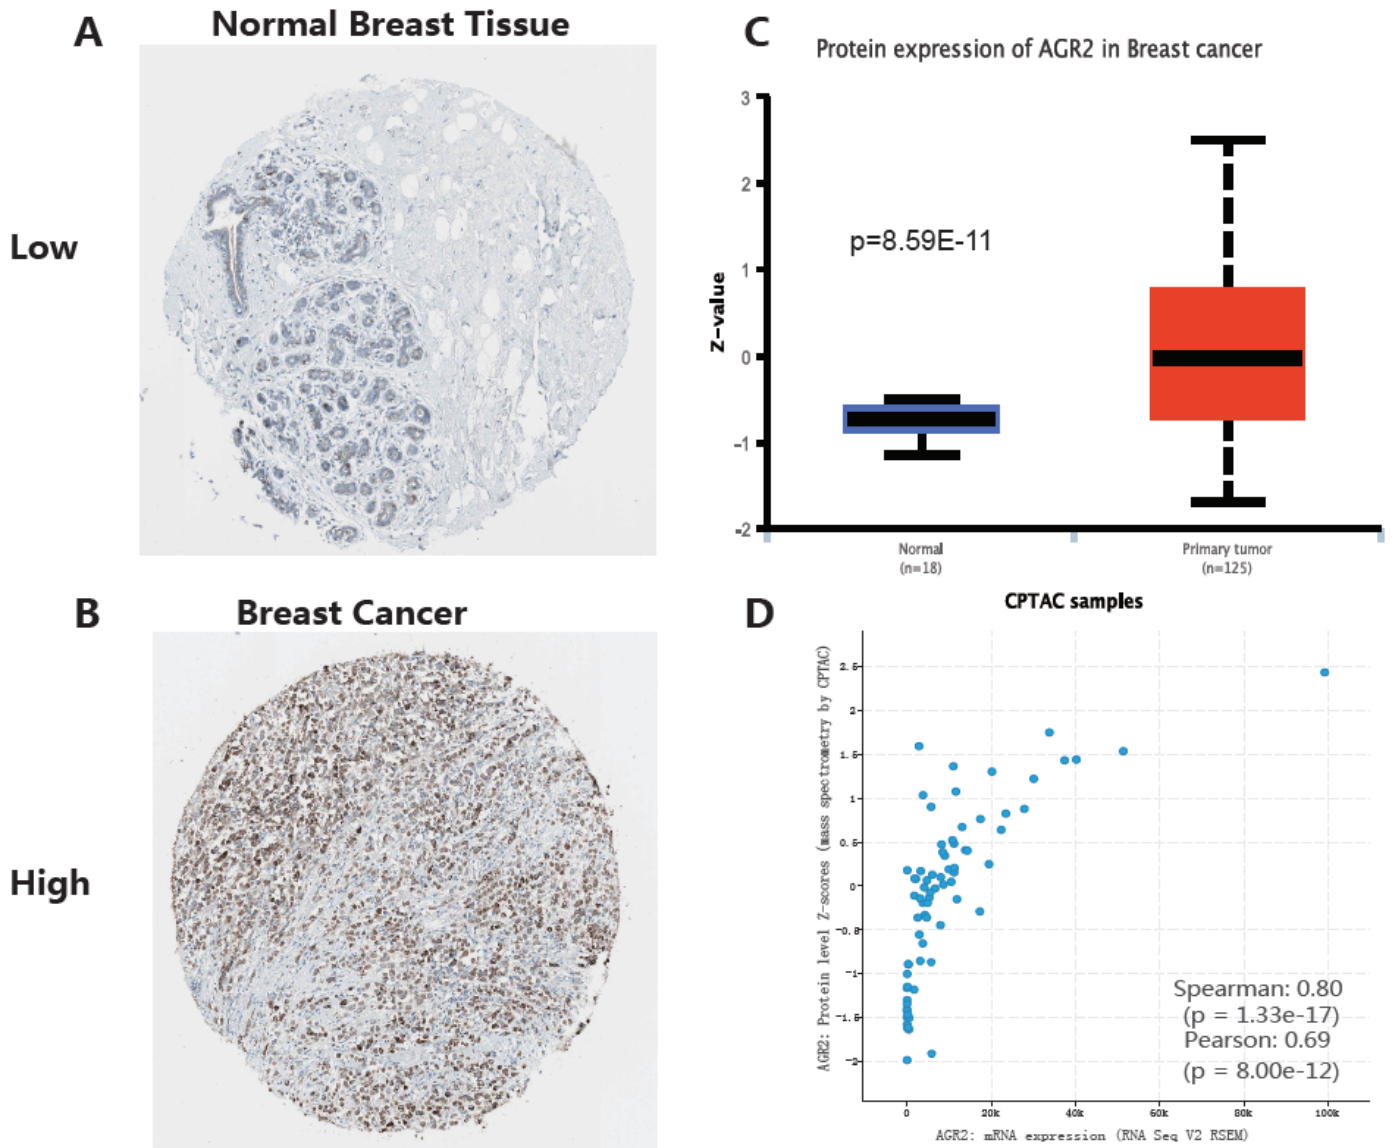 A
Normal Breast Tissue
Low
B
Breast Cancer
High
C
Protein expression of AGR2 in Breast cancer
3
2
1
0
-1
-2
Z-value
p=8.59E-11
Normal
(n=18)
Primary tumor
(n=125)
CPTAC samples
D
AGR2: Protein level Z-scores (mass spectrometry by CPTAC)
2.5
2
1.5
1
0.5
0
-0.5
-1
-1.5
-2
Spearman: 0.80
(p = 1.33e-17)
Pearson: 0.69
(p = 8.00e-12)
0
20k
40k
60k
80k
100k
AGR2: mRNA expression (RNA Seq V2 RSEM)